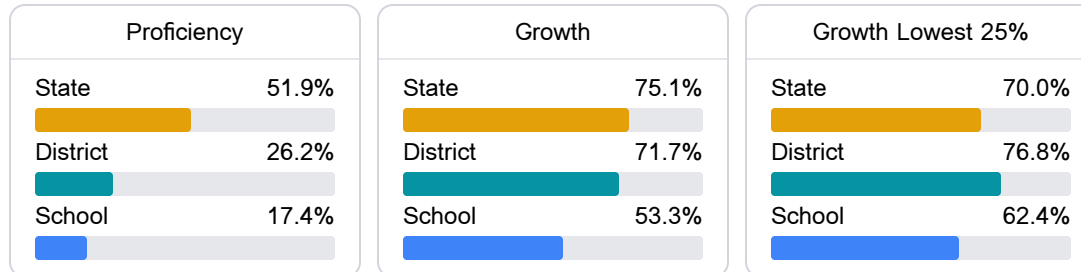 Proficiency
State 51.9%
District 26.2%
School 17.4%
Growth
State 75.1%
District 71.7%
School 53.3%
Growth Lowest 25%
State 70.0%
District 76.8%
School 62.4%